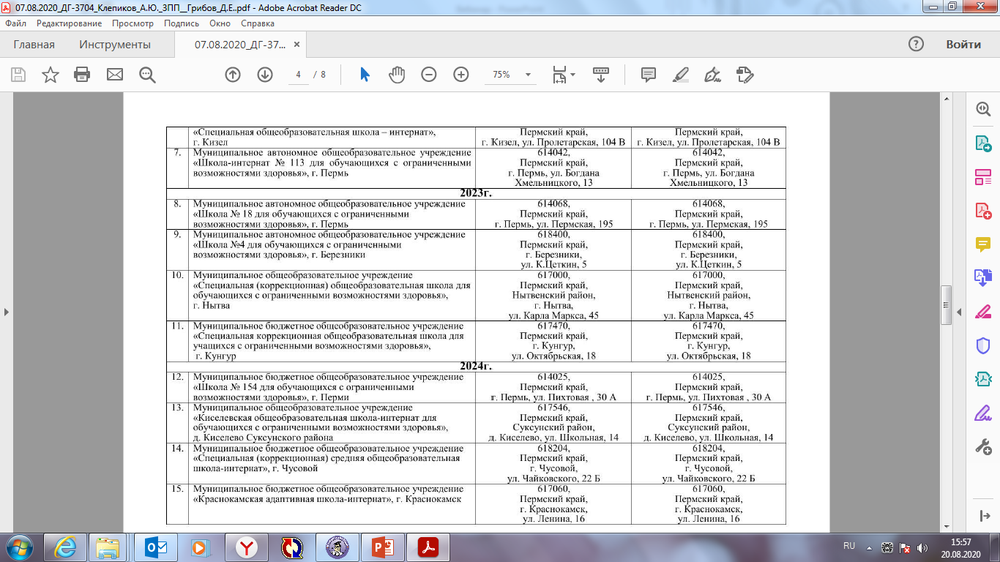 07.08.2020_ДГ-3704_Клепиков_А.Ю._ЗПП__Грибов_Д.Е..pdf - Adobe Acrobat Reader DC
Файл Редактирование Просмотр Подпись Окно Справка
Главная Инструменты 07.08.2020_ДГ-37... × Войти
4 / 8 75%
«Специальная общеобразовательная школа – интернат»,
г. Кизел
Пермский край,
г. Кизел, ул. Пролетарская, 104 В
Пермский край,
г. Кизел, ул. Пролетарская, 104 В
7.
Муниципальное автономное общеобразовательное учреждение
«Школа-интернат № 113 для обучающихся с ограниченными
возможностями здоровья», г. Пермь
614042,
Пермский край,
г. Пермь, ул. Богдана
Хмельницкого, 13
614042,
Пермский край,
г. Пермь, ул. Богдана
Хмельницкого, 13
2023г.
8.
Муниципальное автономное общеобразовательное учреждение
«Школа № 18 для обучающихся с ограниченными
возможностями здоровья», г. Пермь
614068,
Пермский край,
г. Пермь, ул. Пермская, 195
614068,
Пермский край,
г. Пермь, ул. Пермская, 195
9.
Муниципальное автономное общеобразовательное учреждение
«Школа №4 для обучающихся с ограниченными
возможностями здоровья», г. Березники
618400,
Пермский край,
г. Березники,
ул. К.Цеткин, 5
618400,
Пермский край,
г. Березники,
ул. К.Цеткин, 5
10.
Муниципальное общеобразовательное учреждение
«Специальная (коррекционная) общеобразовательная школа для
обучающихся с ограниченными возможностями здоровья»,
г. Нытва
617000,
Пермский край,
Нытвенский район,
г. Нытва,
ул. Карла Маркса, 45
617000,
Пермский край,
Нытвенский район,
г. Нытва,
ул. Карла Маркса, 45
11.
Муниципальное бюджетное общеобразовательное учреждение
«Специальная коррекционная общеобразовательная школа для
учащихся с ограниченными возможностями здоровья»,
г. Кунгур
617470,
Пермский край,
г. Кунгур,
ул. Октябрьская, 18
617470,
Пермский край,
г. Кунгур,
ул. Октябрьская, 18
2024г.
12.
Муниципальное бюджетное общеобразовательное учреждение
«Школа № 154 для обучающихся с ограниченными
возможностями здоровья», г. Перми
614025,
Пермский край,
г. Пермь, ул. Пихтовая , 30 А
614025,
Пермский край,
г. Пермь, ул. Пихтовая , 30 А
13.
Муниципальное общеобразовательное учреждение
«Киселевская общеобразовательная школа-интернат для
обучающихся с ограниченными возможностями здоровья»,
д. Киселево Суксунского района
617546,
Пермский край,
Суксунский район,
д. Киселево, ул. Школьная, 14
617546,
Пермский край,
Суксунский район,
д. Киселево, ул. Школьная, 14
14.
Муниципальное бюджетное общеобразовательное учреждение
«Специальная (коррекционная) средняя общеобразовательная
школа-интернат», г. Чусовой
618204,
Пермский край,
г. Чусовой,
ул. Чайковского, 22 Б
618204,
Пермский край,
г. Чусовой,
ул. Чайковского, 22 Б
15.
Муниципальное бюджетное общеобразовательное учреждение
«Краснокамская адаптивная школа-интернат», г. Краснокамск
617060,
Пермский край,
г. Краснокамск,
ул. Ленина, 16
617060,
Пермский край,
г. Краснокамск,
ул. Ленина, 16
RU
15:57
20.08.2020